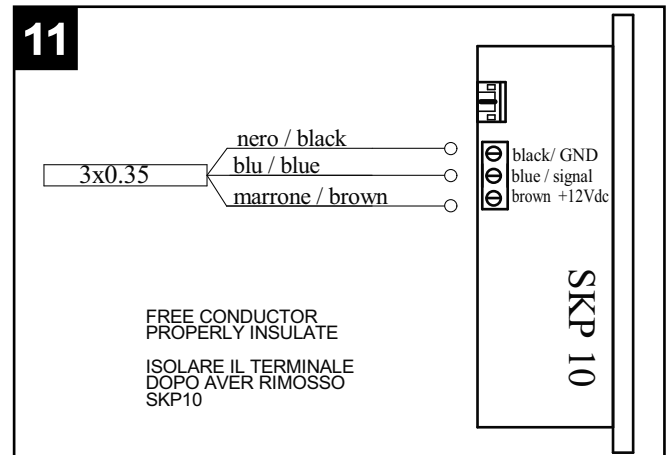 11
nero / black
blu / blue
marrone / brown
3x0.35
black/ GND
blue / signal
brown +12Vdc
SKP 10
FREE CONDUCTOR
PROPERLY INSULATE
ISOLARE IL TERMINALE
DOPO AVER RIMOSSO
SKP10